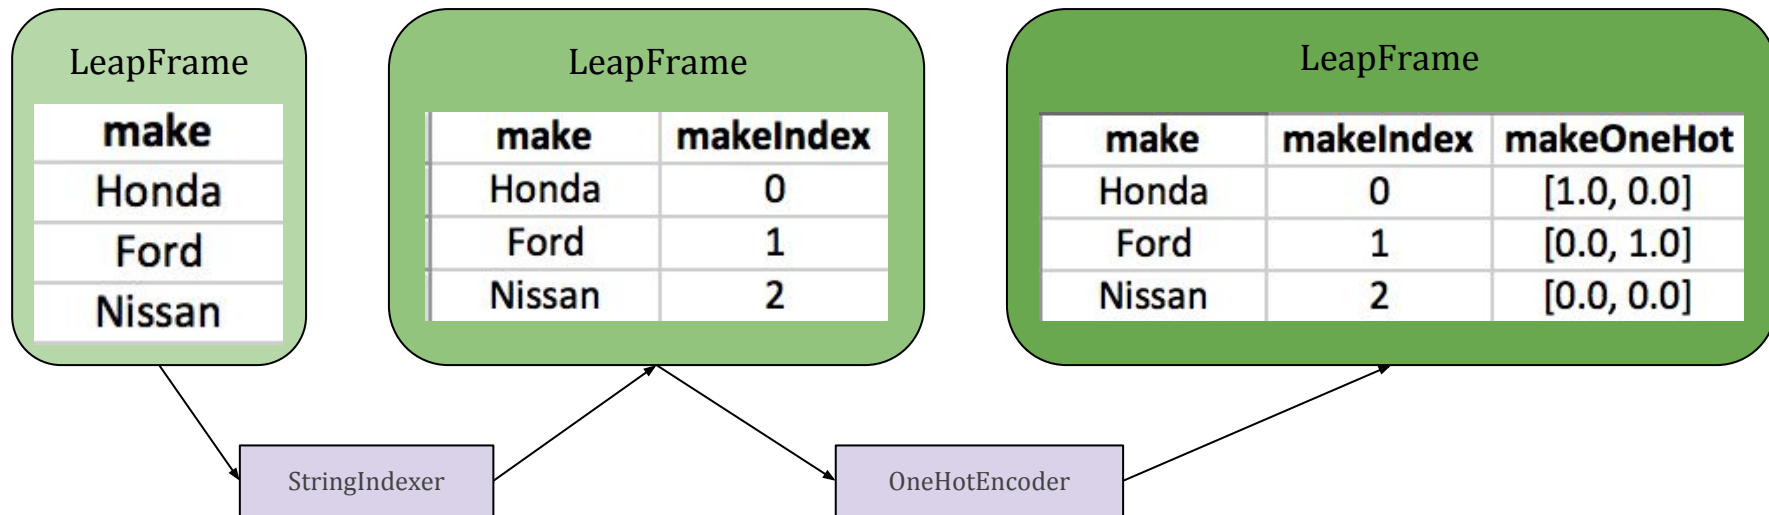 LeapFrame
make
Honda
Ford
Nissan
LeapFrame
make makeIndex
Honda 0
Ford 1
Nissan 2
LeapFrame
make makeIndex makeOneHot
Honda 0 [1.0, 0.0]
Ford 1 [0.0, 1.0]
Nissan 2 [0.0, 0.0]
StringIndexer
OneHotEncoder